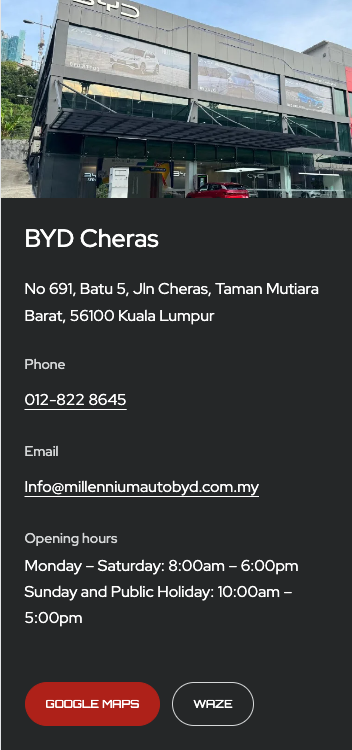 BYD
BYD Cheras
No 691, Batu 5, Jln Cheras, Taman Mutiara
Barat, 56100 Kuala Lumpur
Phone
012-822 8645
Email
Info@millenniumautobyd.com.my
Opening hours
Monday – Saturday: 8:00am – 6:00pm
Sunday and Public Holiday: 10:00am –
5:00pm
GOOGLE MAPS
WAZE